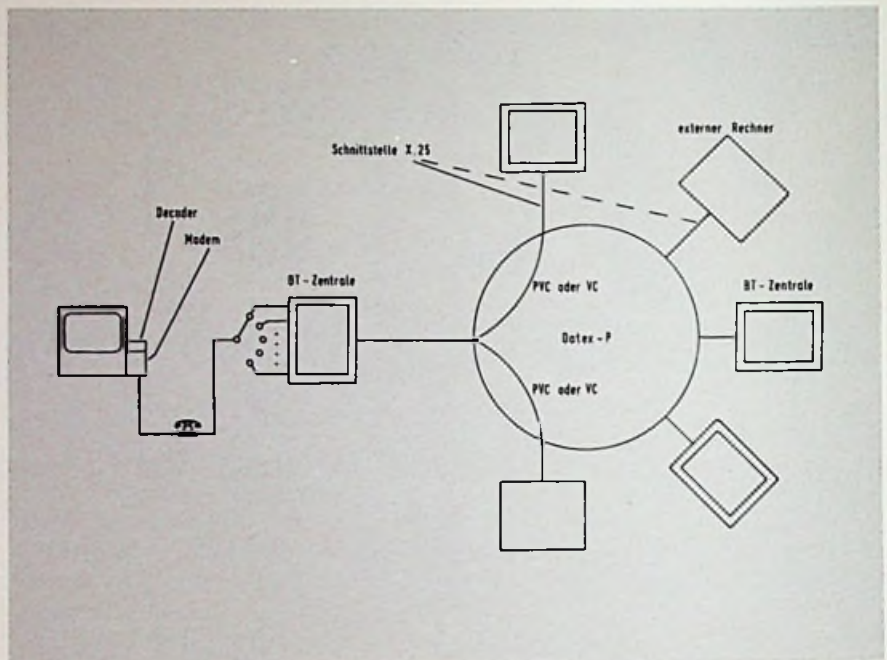 externer Rechner
Schnittstelle X.25
Decoder
Modem
BT-Zentrale
PVC oder VC
BT-Zentrale
Datex-P
PVC oder VC